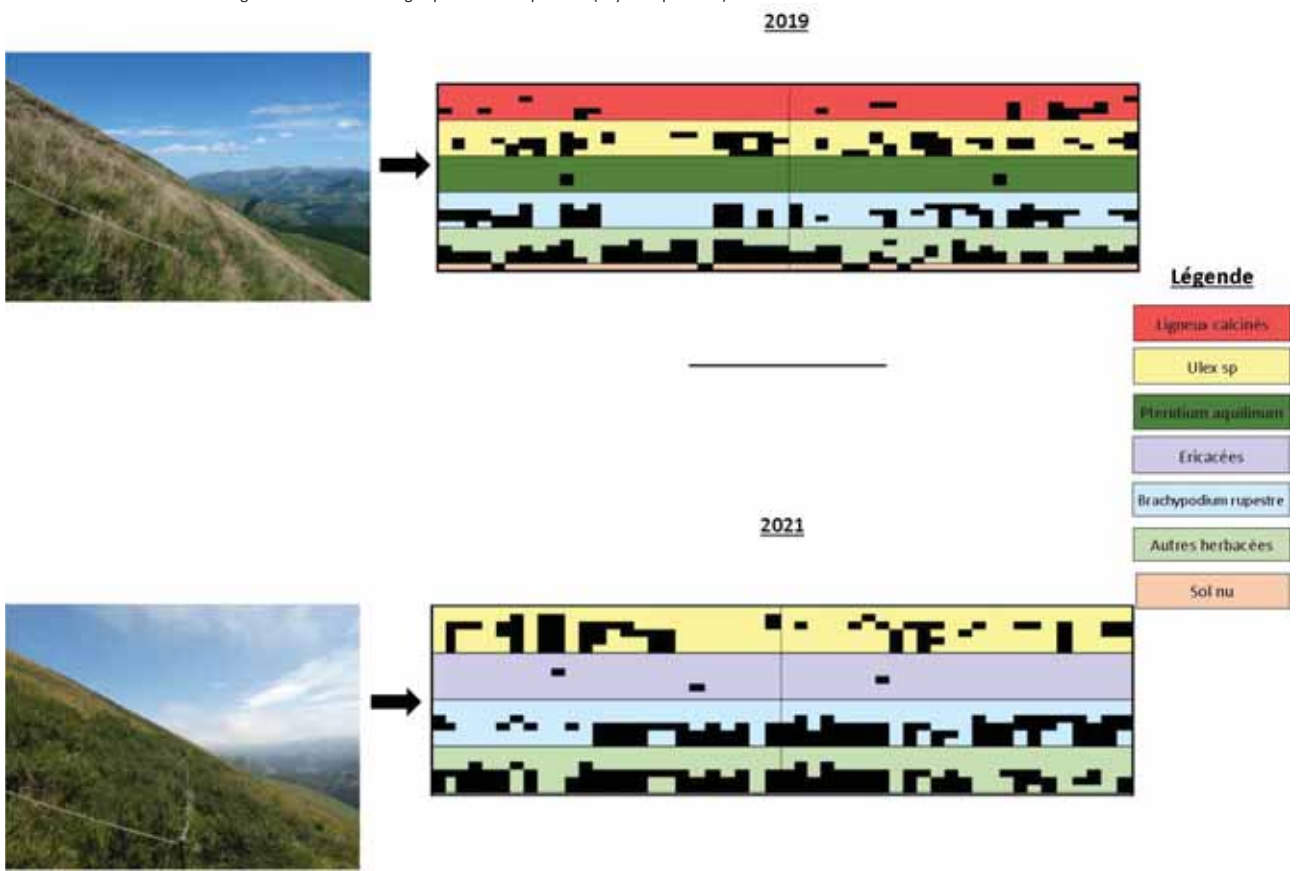 2019
Légende
Ligneux calcinés
Ulex sp
Pteridium aquilinum
Ericacées
Brachypodium rupestre
Autres herbacées
Sol nu
2021